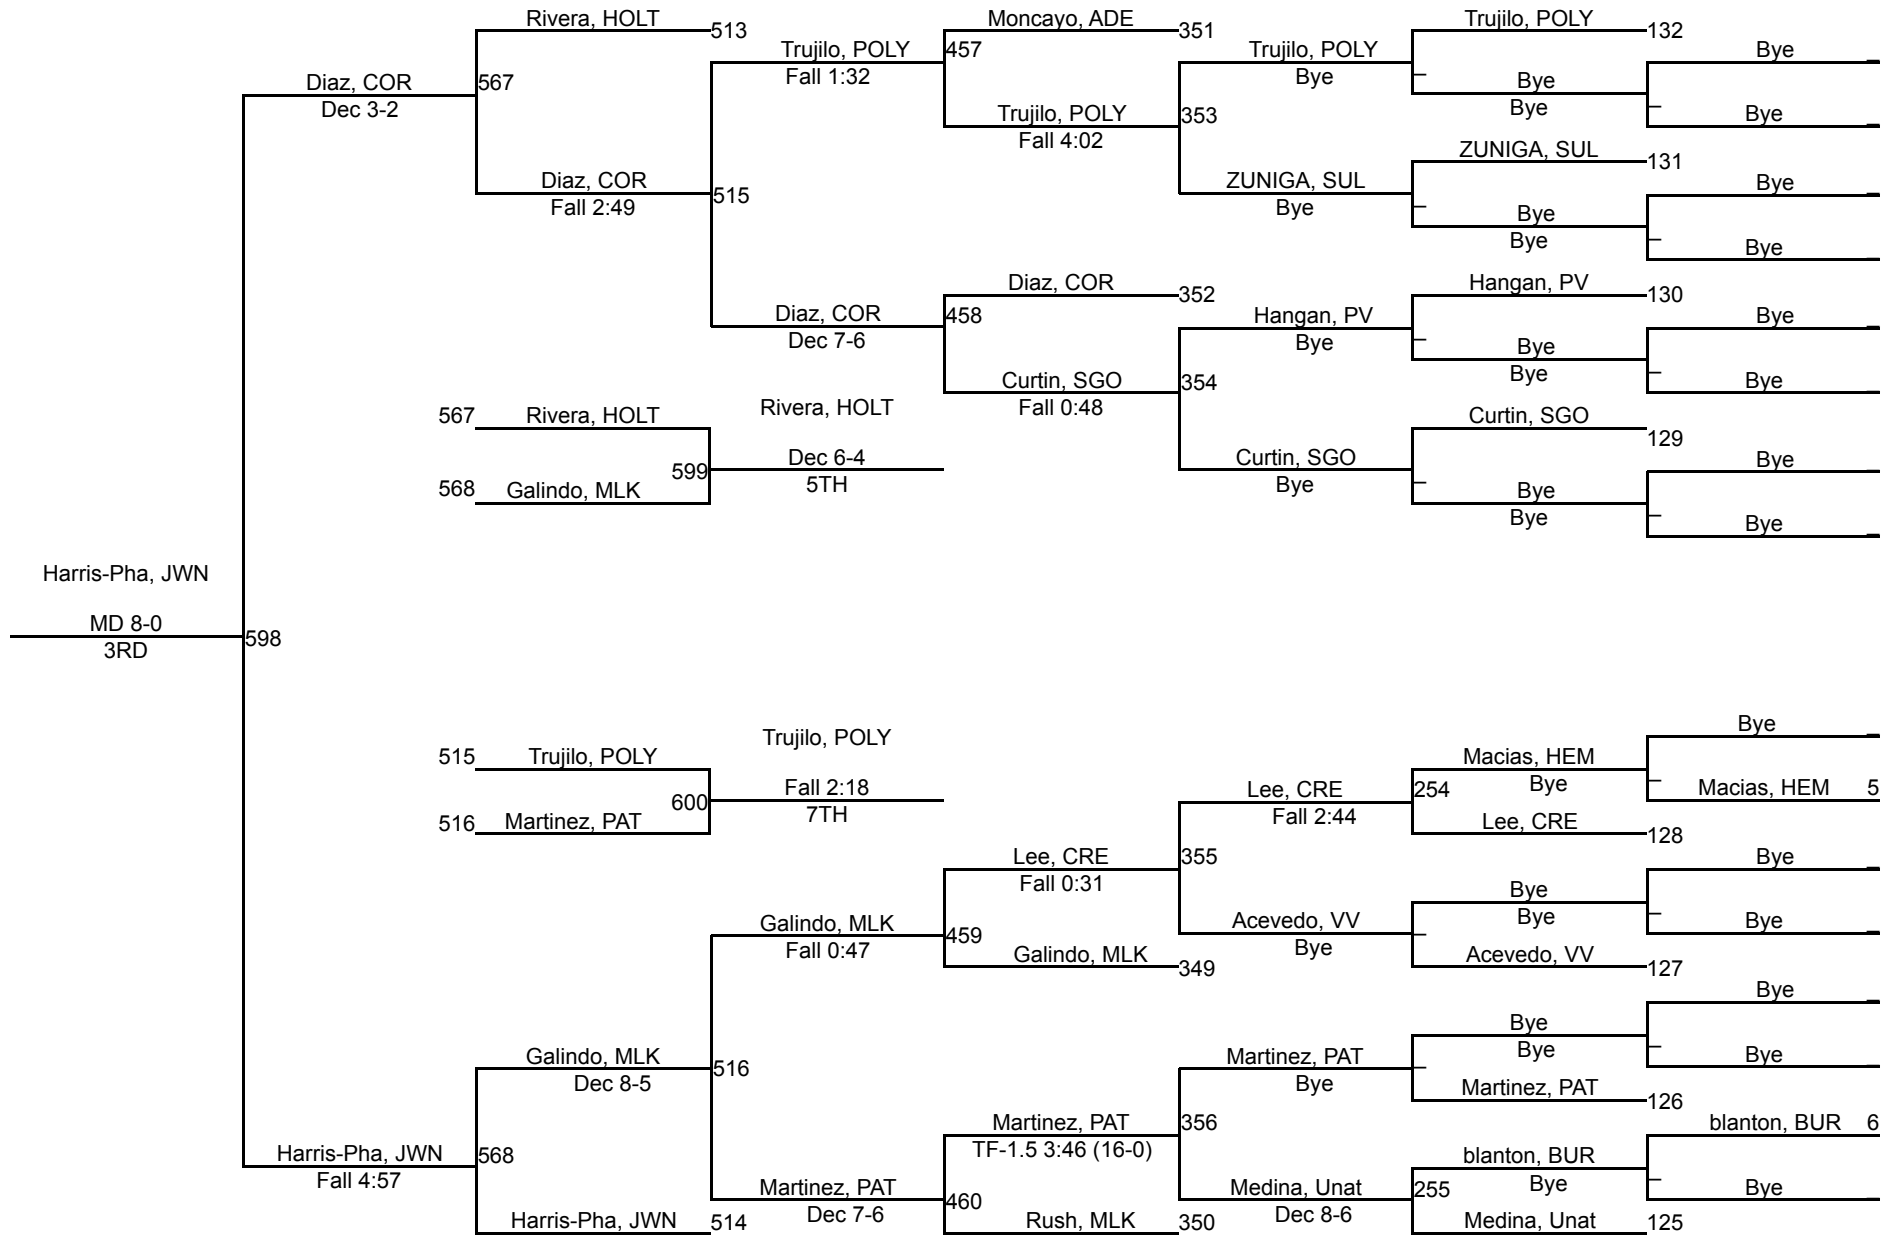 Rivera, HOLT
513
Moncayo, ADE
351
Trujilo, POLY
132
Trujilo, POLY
Fall 1:32
457
Trujilo, POLY
Bye
Bye
Diaz, COR
Dec 3-2
567
Bye
Bye
Trujilo, POLY
Fall 4:02
353
Bye
ZUNIGA, SUL
131
Diaz, COR
Fall 2:49
515
ZUNIGA, SUL
Bye
Bye
Bye
Bye
Bye
Diaz, COR
352
Hangan, PV
130
Diaz, COR
Dec 7-6
458
Hangan, PV
Bye
Bye
Bye
Bye
Curtin, SGO
Fall 0:48
354
Bye
567
Rivera, HOLT
Rivera, HOLT
Curtin, SGO
129
599
Dec 6-4
5TH
Curtin, SGO
Bye
Bye
568
Galindo, MLK
Bye
Bye
Bye
Harris-Pha, JWN
MD 8-0
3RD
598
Bye
515
Trujilo, POLY
Trujilo, POLY
Macias, HEM
Bye
600
Fall 2:18
7TH
Lee, CRE
Fall 2:44
254
Macias, HEM
5
516
Martinez, PAT
Lee, CRE
128
Lee, CRE
Fall 0:31
355
Bye
Bye
Bye
Galindo, MLK
Fall 0:47
459
Acevedo, VV
Bye
Bye
Galindo, MLK
349
Acevedo, VV
127
Bye
Bye
Bye
Galindo, MLK
Dec 8-5
516
Martinez, PAT
Bye
Bye
Martinez, PAT
126
Martinez, PAT
TF-1.5 3:46 (16-0)
356
blanton, BUR
6
Harris-Pha, JWN
Fall 4:57
568
blanton, BUR
Bye
Martinez, PAT
Dec 7-6
460
Medina, Unat
Dec 8-6
255
Bye
Harris-Pha, JWN
514
Rush, MLK
350
Medina, Unat
125